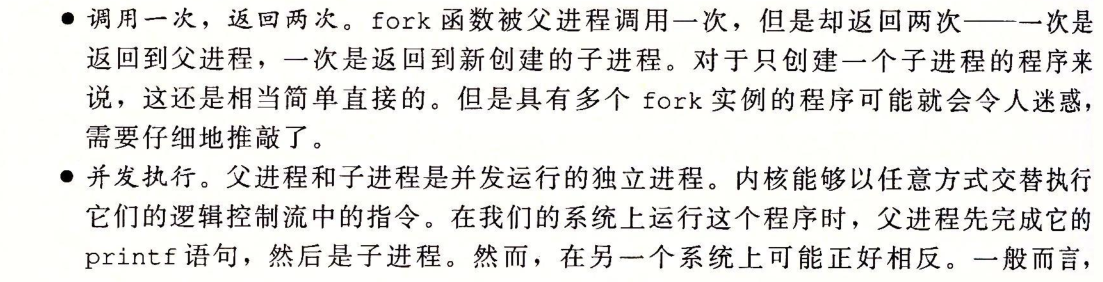 ● 调用一次，返回两次。fork 函数被父进程调用一次，但是却返回两次——一次是
返回到父进程，一次是返回到新创建的子进程。对于只创建一个子进程的程序来
说，这还是相当简单直接的。但是具有多个 fork 实例的程序可能就会令人迷惑，
需要仔细地推敲了。
● 并发执行。父进程和子进程是并发运行的独立进程。内核能够以任意方式交替执行
它们的逻辑控制流中的指令。在我们的系统上运行这个程序时，父进程先完成它的
printf 语句，然后是子进程。然而，在另一个系统上可能正好相反。一般而言，